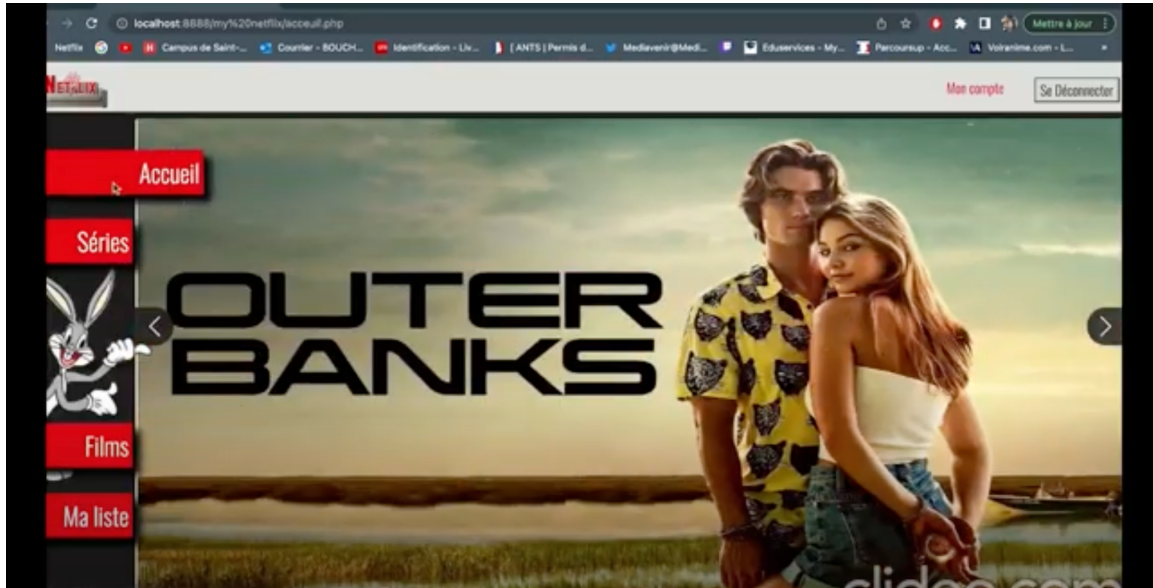 localhost:8888/my%20netflix/acceuil.php
Mettre à jour
Netflix
Campus de Saint-...
Courrier - BOUCH...
Identification - Liv...
[ ANTS ] Permis d...
Mediavenir@Medi...
Eduservices - My...
Parcoursup - Acc...
Voiranime.com - L...
»
NETFLIX
Mon compte
Se Déconnecter
Accueil
Séries
Films
Ma liste
OUTER
BANKS
clideo.com